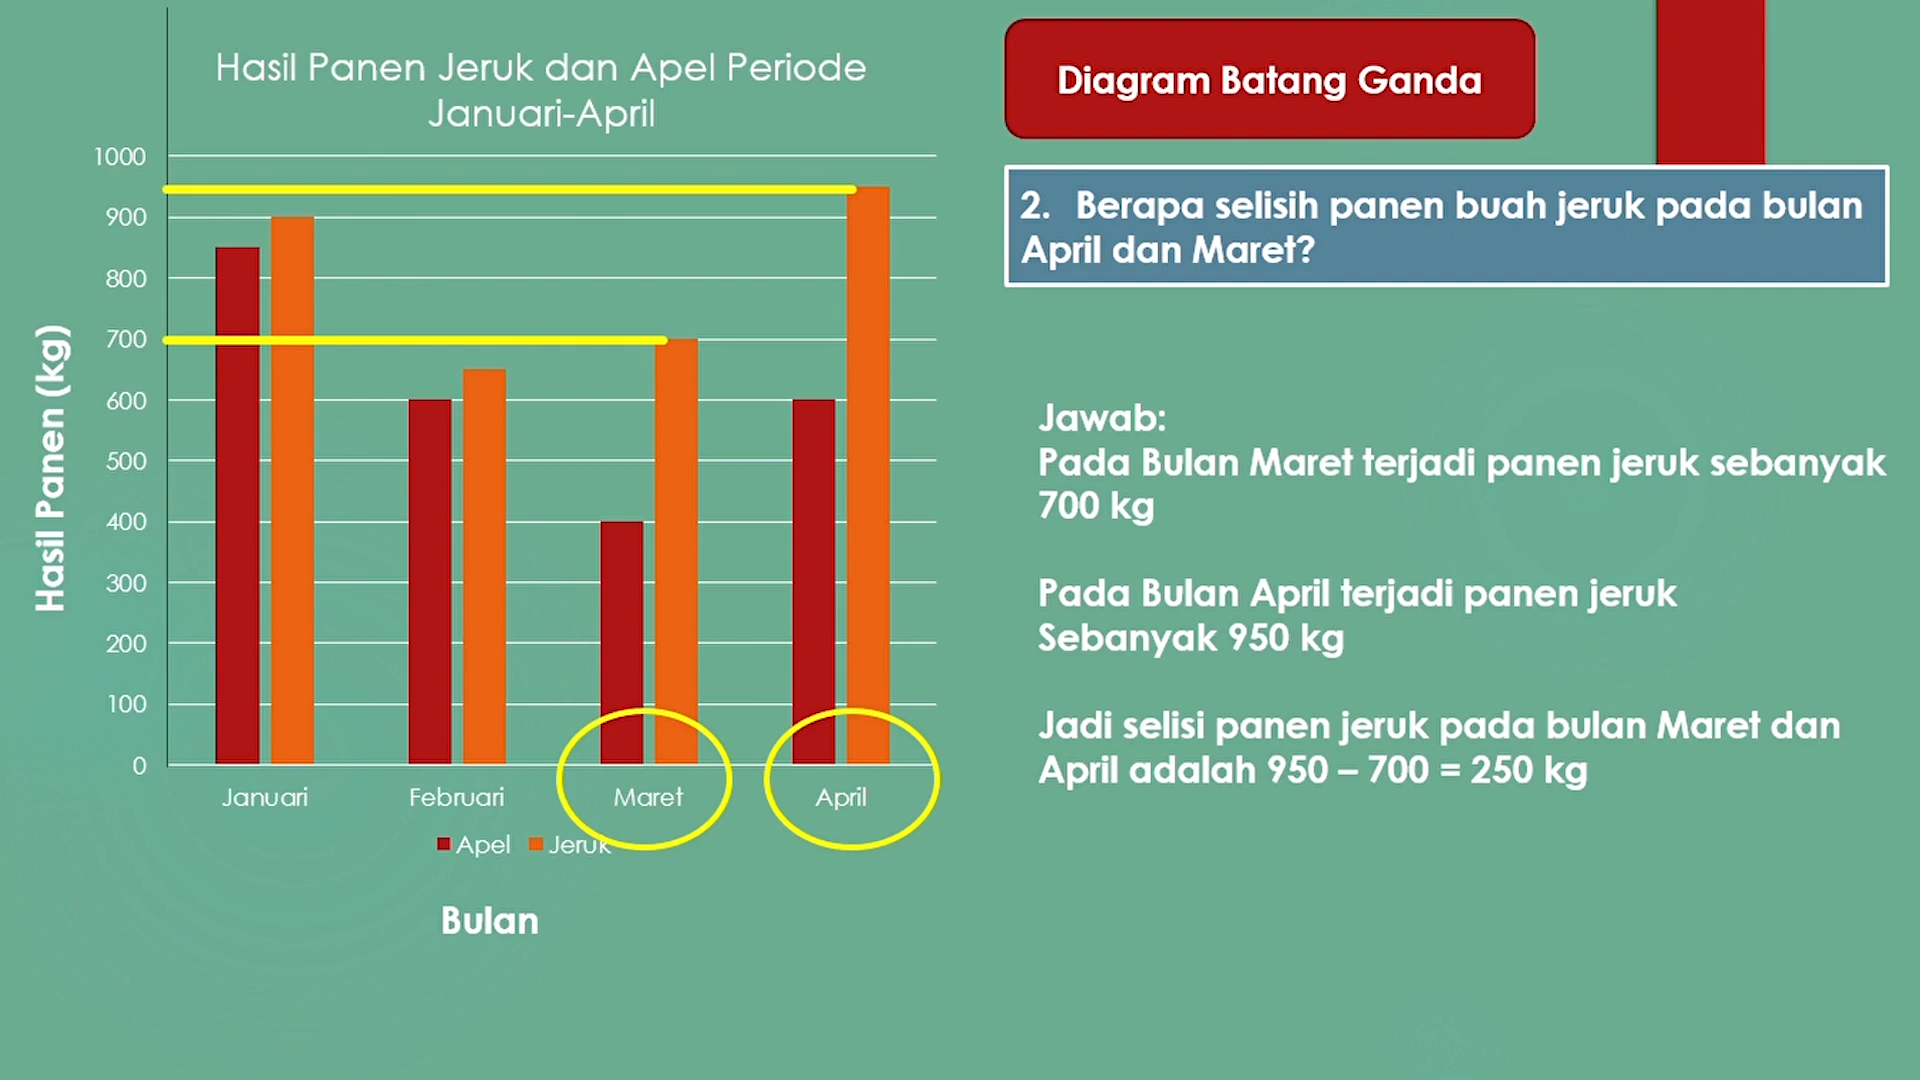 Hasil Panen Jeruk dan Apel Periode
Januari-April
1000
900
800
700
600
500
400
300
200
100
0
Hasil Panen (kg)
Januari
Februari
Maret
April
Apel
Jeruk
Bulan
Diagram Batang Ganda
2. Berapa selisih panen buah jeruk pada bulan
April dan Maret?
Jawab:
Pada Bulan Maret terjadi panen jeruk sebanyak
700 kg
Pada Bulan April terjadi panen jeruk
Sebanyak 950 kg
Jadi selisi panen jeruk pada bulan Maret dan
April adalah 950 – 700 = 250 kg